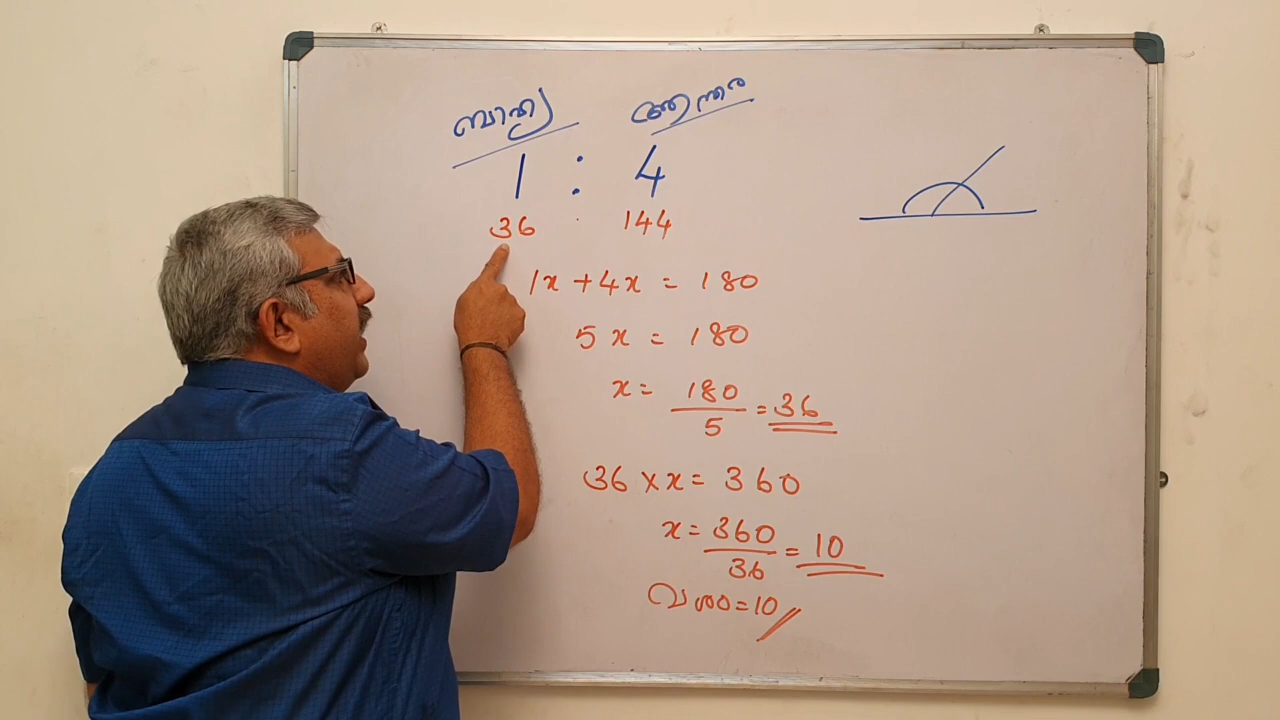 ബാഹ്യ ആന്തര
1 : 4
36 : 144
1x + 4x = 180
5x = 180
x = 180/5 = 36
36 × x = 360
x = 360/36 = 10
വശം = 10